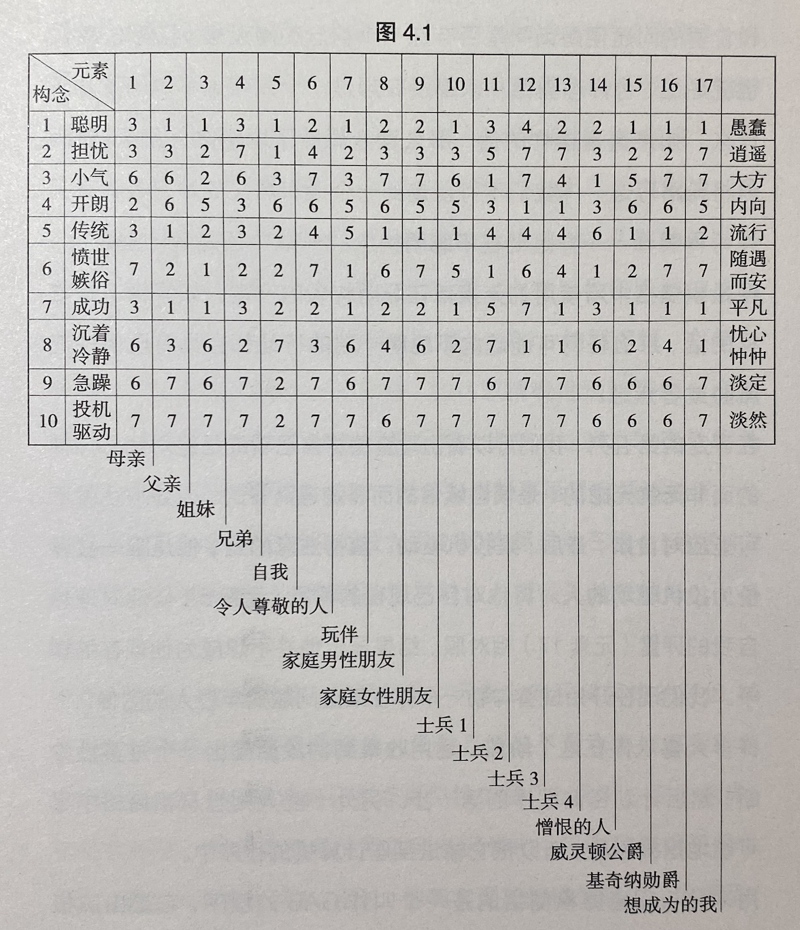 图 4.1
元素
构念 1 2 3 4 5 6 7 8 9 10 11 12 13 14 15 16 17
1 聪明 3 1 1 3 1 2 1 2 2 1 3 4 2 2 1 1 1 愚蠢
2 担忧 3 3 2 7 1 4 2 3 3 3 5 7 7 3 2 2 7 逍遥
3 小气 6 6 2 6 3 7 3 7 7 6 1 7 4 1 5 7 7 大方
4 开朗 2 6 5 3 6 6 5 6 5 5 3 1 1 3 6 6 5 内向
5 传统 3 1 2 3 2 4 5 1 1 1 4 4 4 6 1 1 2 流行
6 愤世嫉俗 7 2 1 2 2 7 1 6 7 5 1 6 4 1 2 7 7 随遇而安
7 成功 3 1 1 3 2 2 1 2 2 1 5 7 1 3 1 1 1 平凡
8 沉着冷静 6 3 6 2 7 3 6 4 6 2 7 1 1 6 2 4 1 忧心忡忡
9 急躁 6 7 6 7 2 7 6 7 7 7 6 7 7 6 6 6 7 淡定
10 投机驱动 7 7 7 7 2 7 7 6 7 7 7 7 7 6 6 6 7 淡然
母亲
父亲
姐妹
兄弟
自我
令人尊敬的人
玩伴
家庭男性朋友
家庭女性朋友
士兵 1
士兵 2
士兵 3
士兵 4
憎恨的人
威灵顿公爵
基奇纳勋爵
想成为的我